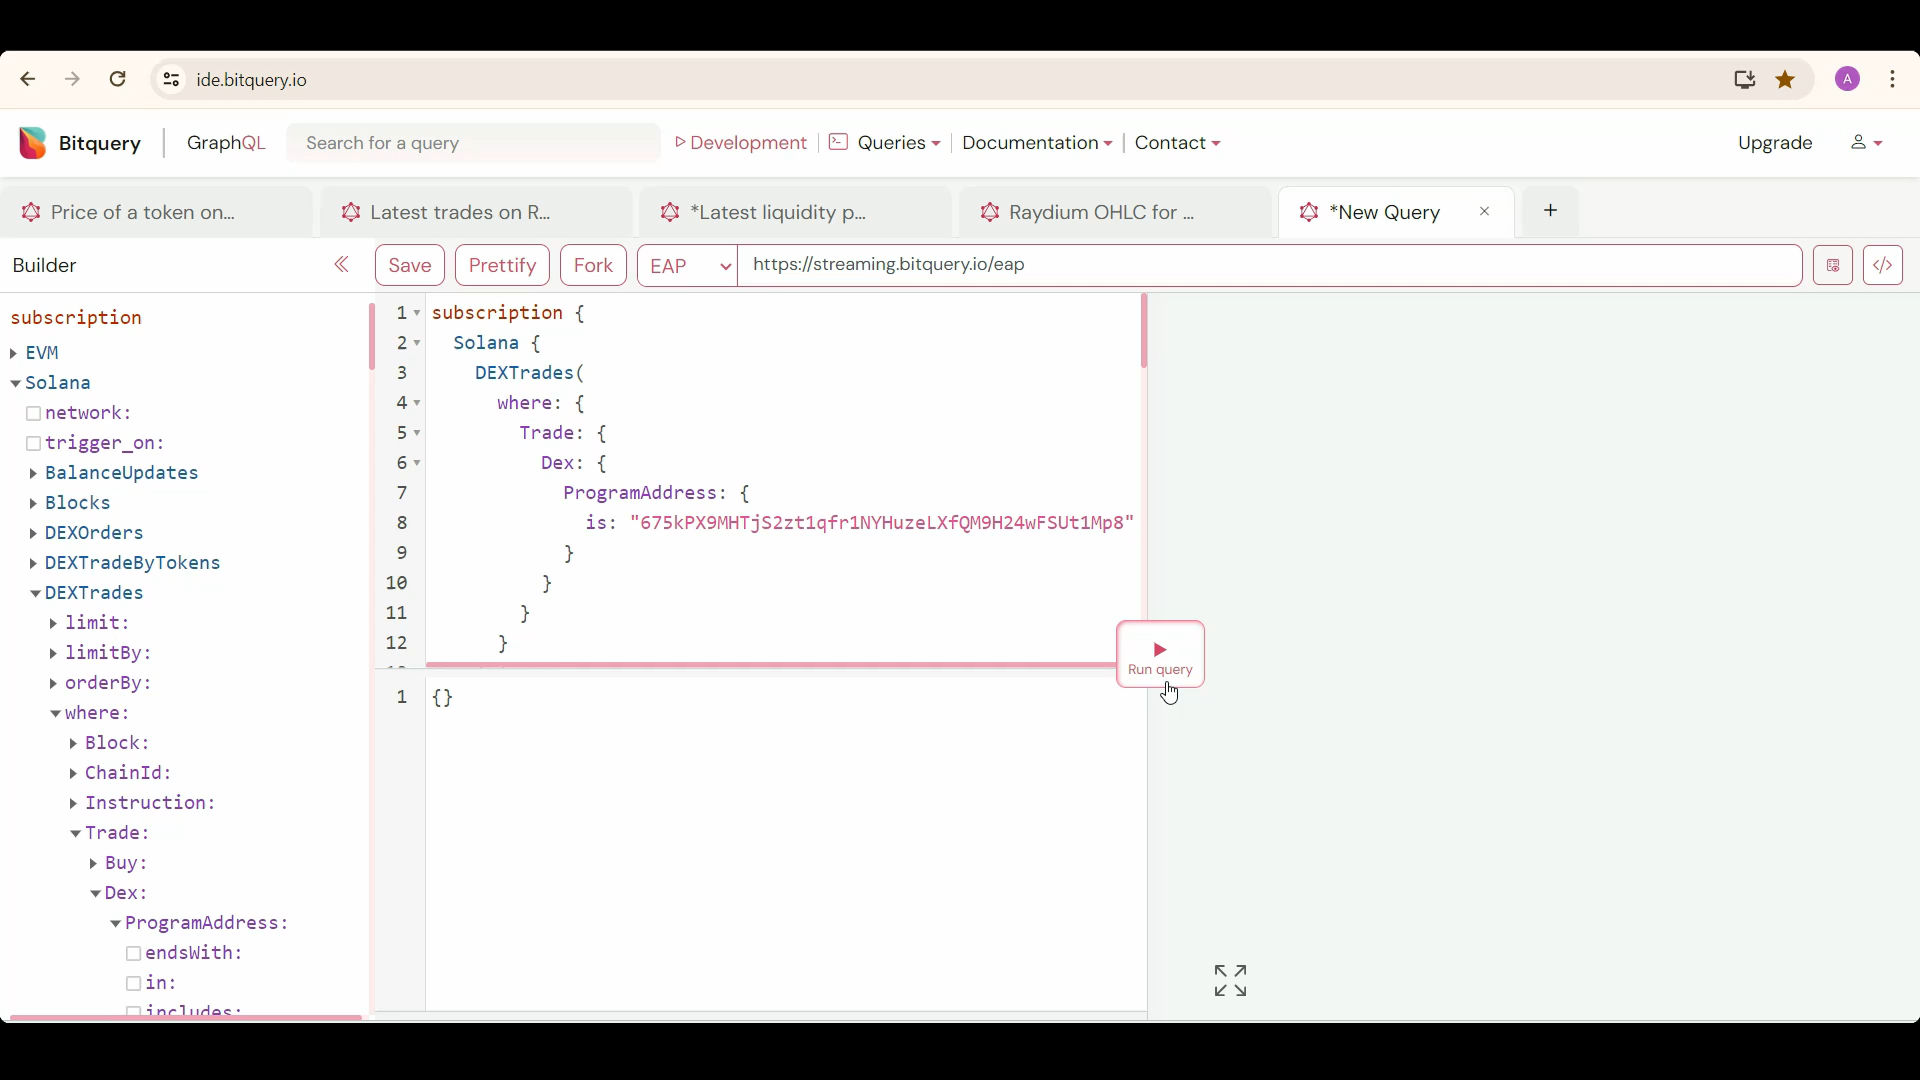 ide.bitquery.io
A
Bitquery
GraphQL
Search for a query
Development
Queries
Documentation
Contact
Upgrade
Price of a token on...
Latest trades on R...
*Latest liquidity p...
Raydium OHLC for ...
*New Query
×
+
Builder
Save
Prettify
Fork
EAP
https://streaming.bitquery.io/eap
subscription
EVM
Solana
network:
trigger_on:
BalanceUpdates
Blocks
DEXOrders
DEXTradeByTokens
DEXTrades
limit:
limitBy:
orderBy:
where:
Block:
ChainId:
Instruction:
Trade:
Buy:
Dex:
ProgramAddress:
endsWith:
in:
includes:
1 subscription {
2 Solana {
3 DEXTrades(
4 where: {
5 Trade: {
6 Dex: {
7 ProgramAddress: {
8 is: "675kPX9MHTjS2zt1qfr1NYHuzeLXfQM9H24wFSUt1Mp8"
9 }
10 }
11 }
12 }
Run query
1 {}